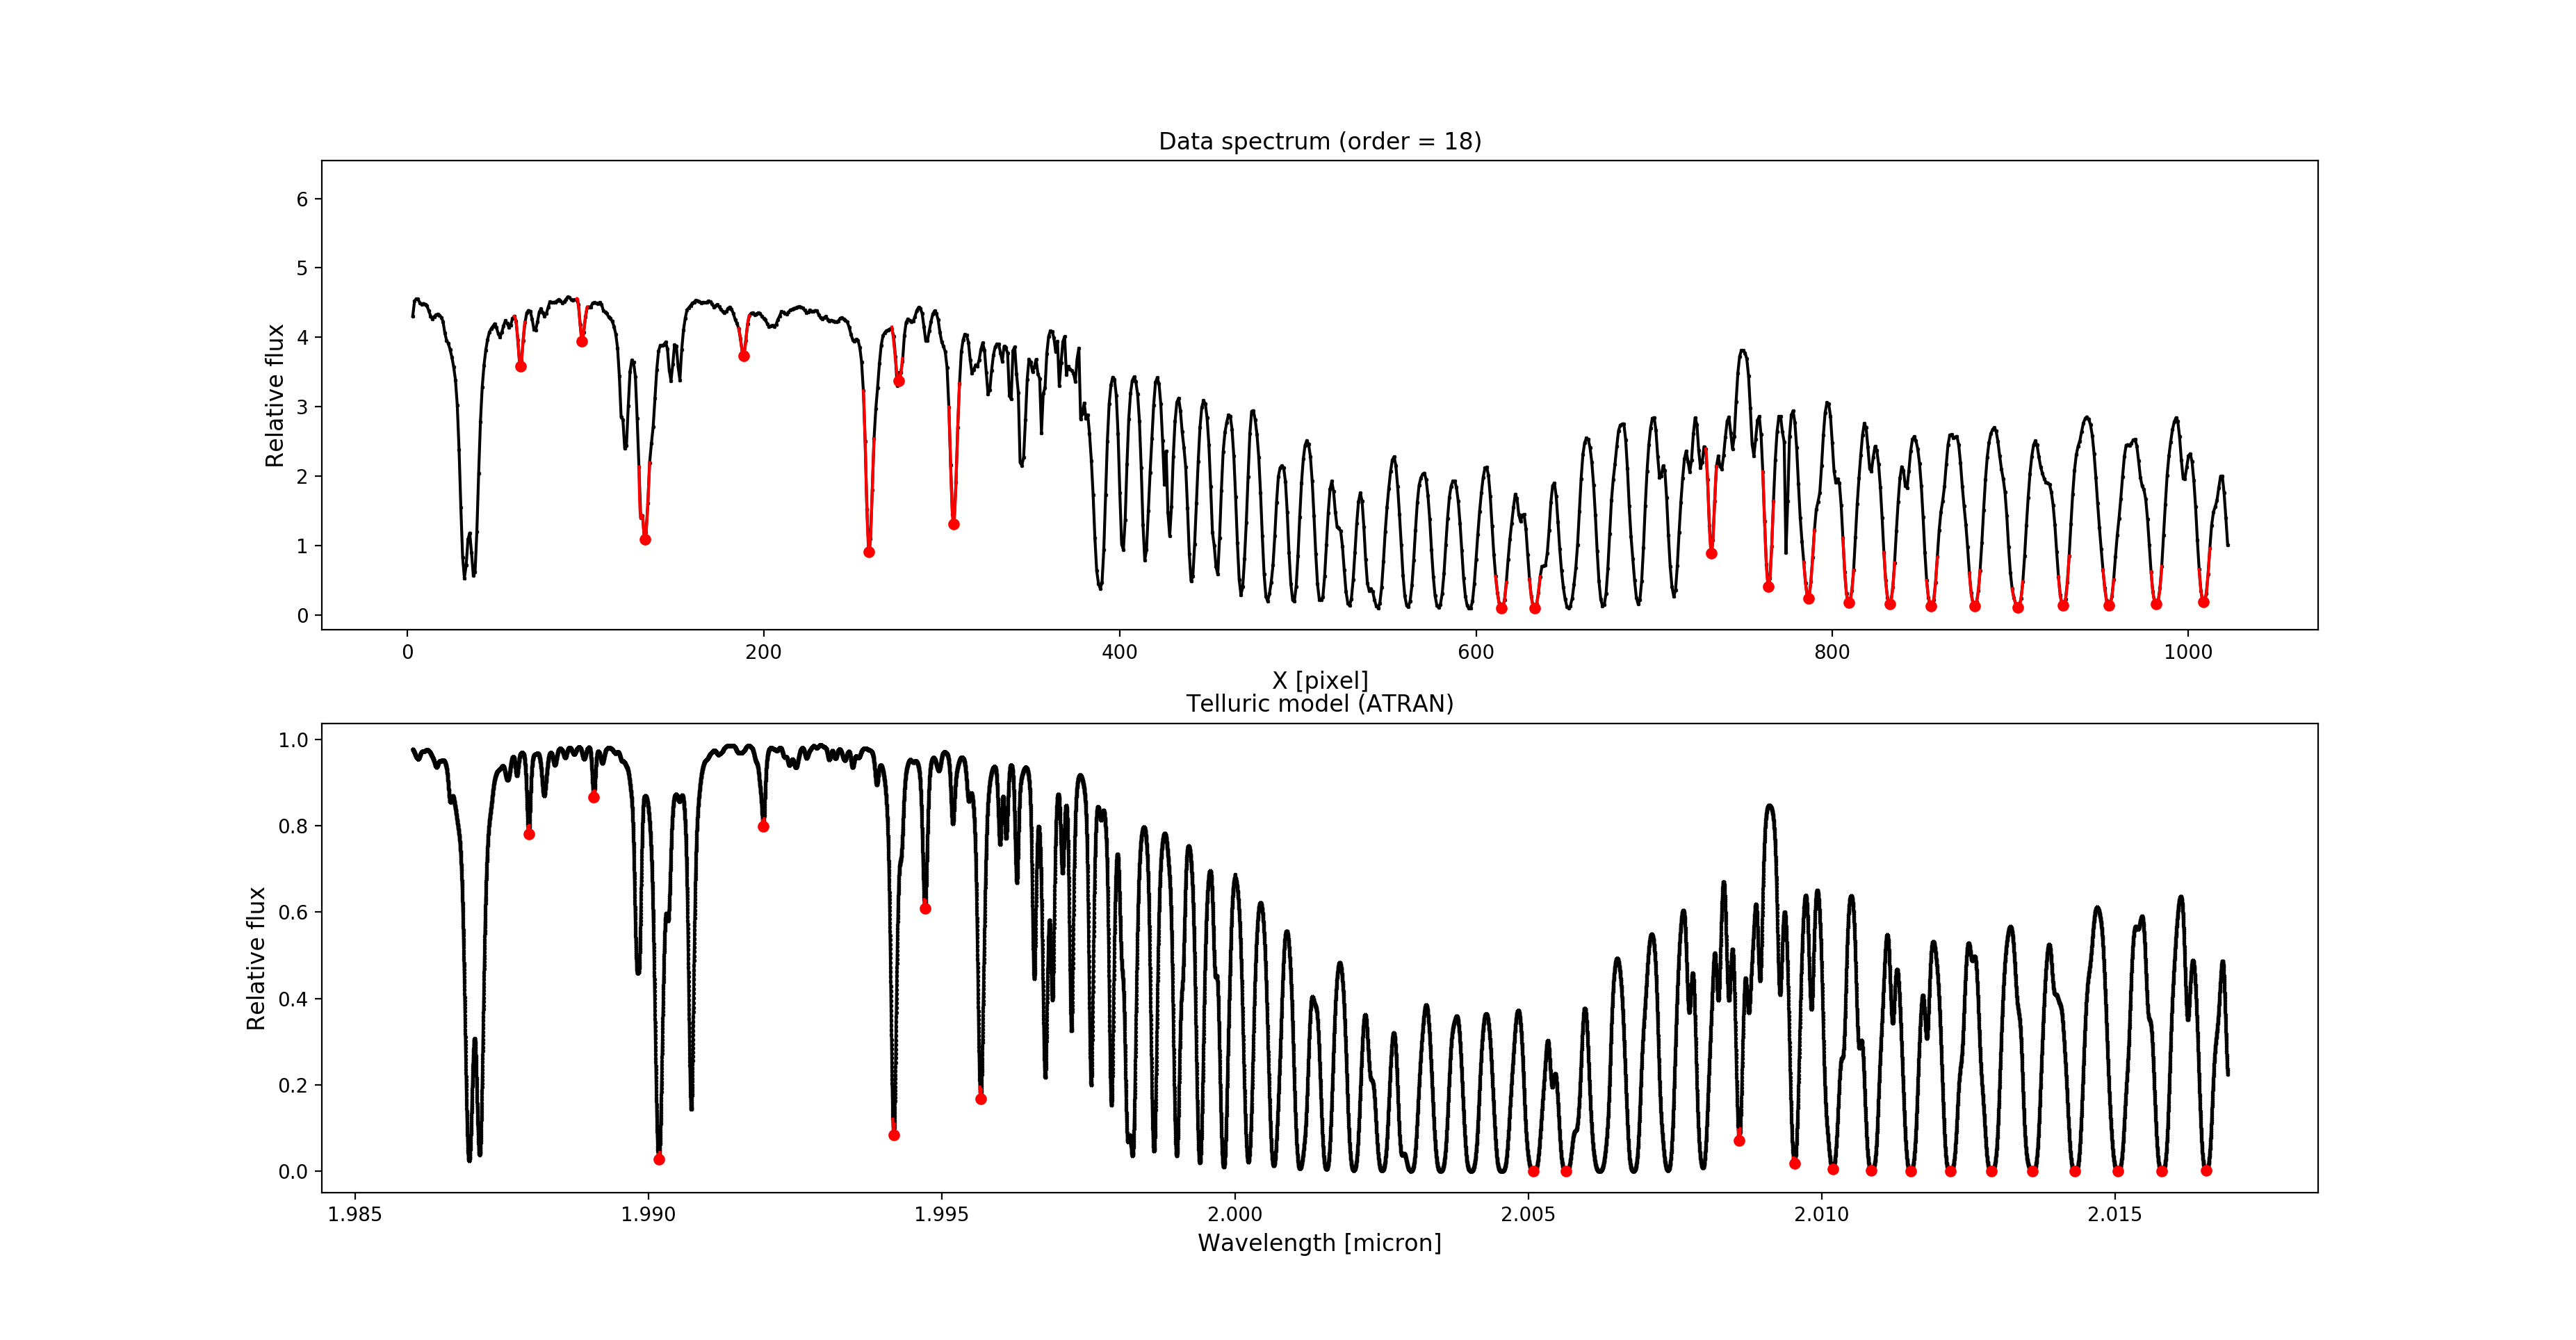 Data spectrum (order = 18)
Relative flux
6
5
4
3
2
1
0
0 200 400 600 800 1000
X [pixel]
Telluric model (ATRAN)
Relative flux
1.0
0.8
0.6
0.4
0.2
0.0
1.985 1.990 1.995 2.000 2.005 2.010 2.015
Wavelength [micron]